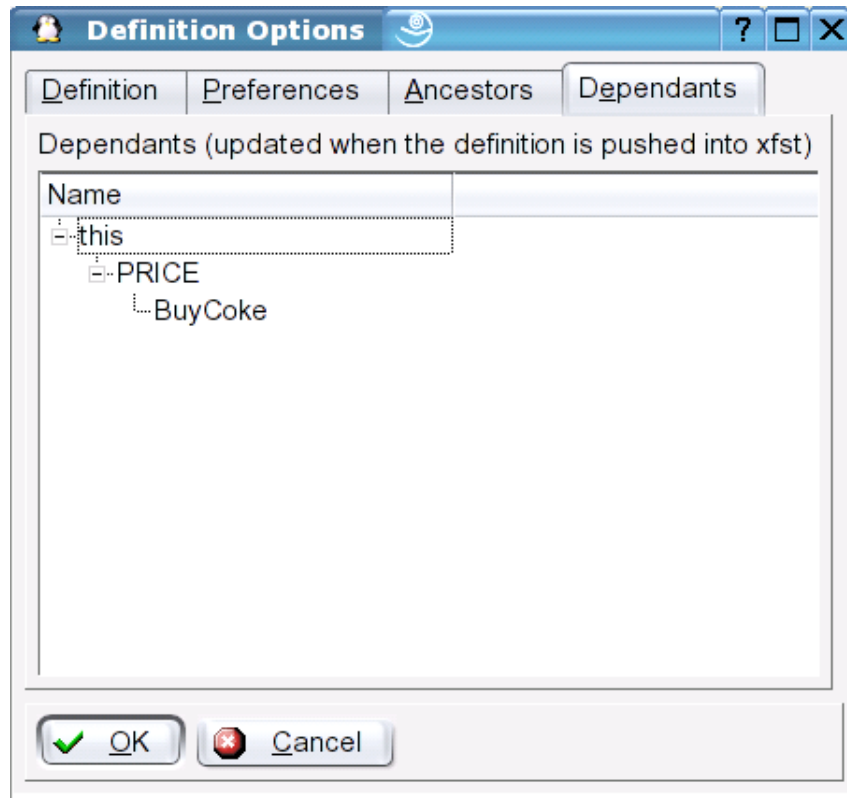 Definition Options ?
Definition Preferences Ancestors Dependants
Dependants (updated when the definition is pushed into xfst)
Name
this
PRICE
BuyCoke
OK Cancel